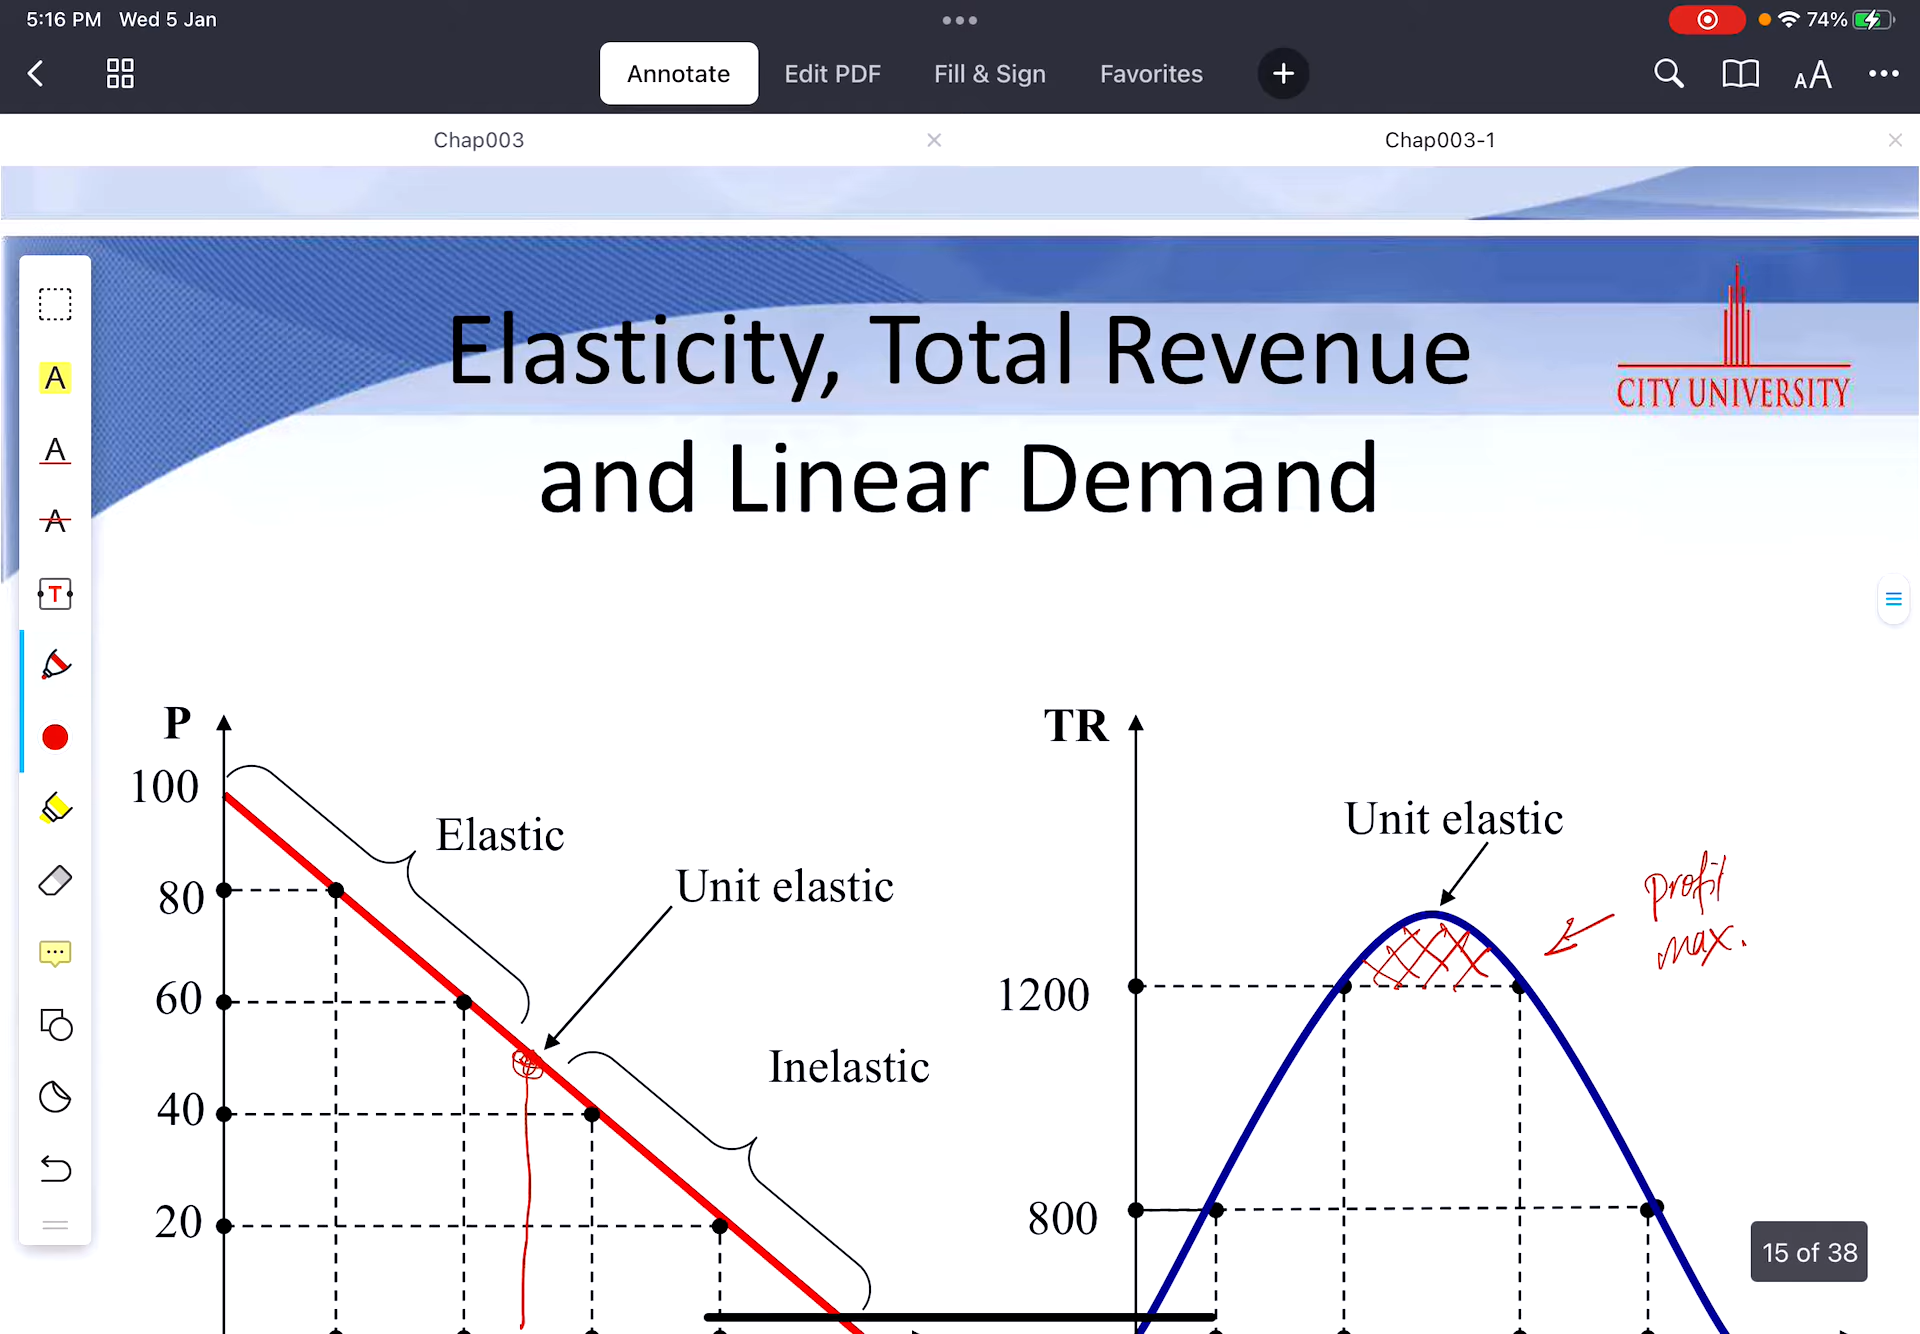 5:16 PM Wed 5 Jan
74%
Annotate
Edit PDF
Fill & Sign
Favorites
AA
Chap003
Chap003-1
Elasticity, Total Revenue
and Linear Demand
CITY UNIVERSITY
A
A
A
T
P
100
80
60
40
20
Elastic
Unit elastic
Inelastic
TR
1200
800
Unit elastic
profit
max.
15 of 38